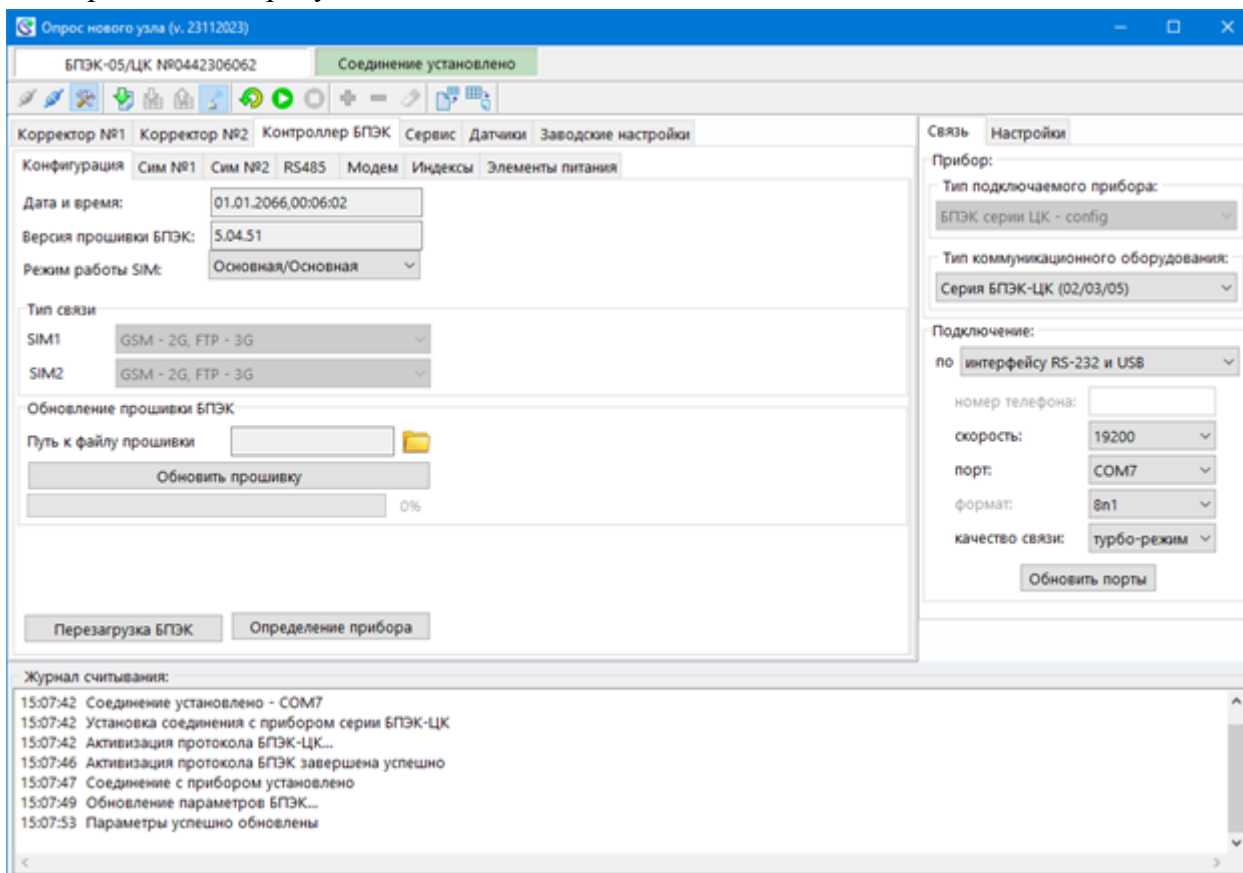 Опрос нового узла (v. 23112023)
БПЭК-05/ЦК №0442306062 Соединение установлено
Корректор №1 Корректор №2 Контроллер БПЭК Сервис Датчики Заводские настройки
Конфигурация Сим №1 Сим №2 RS485 Модем Индексы Элементы питания
Дата и время: 01.01.2066,00:06:02
Версия прошивки БПЭК: 5.04.51
Режим работы SIM: Основная/Основная
Тип связи
SIM1 GSM - 2G, FTP - 3G
SIM2 GSM - 2G, FTP - 3G
Обновление прошивки БПЭК
Путь к файлу прошивки
Обновить прошивку
0%
Перезагрузка БПЭК Определение прибора
Связь Настройки
Прибор:
Тип подключаемого прибора:
БПЭК серии ЦК - config
Тип коммуникационного оборудования:
Серия БПЭК-ЦК (02/03/05)
Подключение:
по интерфейсу RS-232 и USB
номер телефона:
скорость: 19200
порт: COM7
формат: 8n1
качество связи: турбо-режим
Обновить порты
Журнал считывания:
15:07:42 Соединение установлено - COM7
15:07:42 Установка соединения с прибором серии БПЭК-ЦК
15:07:42 Активизация протокола БПЭК-ЦК...
15:07:46 Активизация протокола БПЭК завершена успешно
15:07:47 Соединение с прибором установлено
15:07:49 Обновление параметров БПЭК...
15:07:53 Параметры успешно обновлены